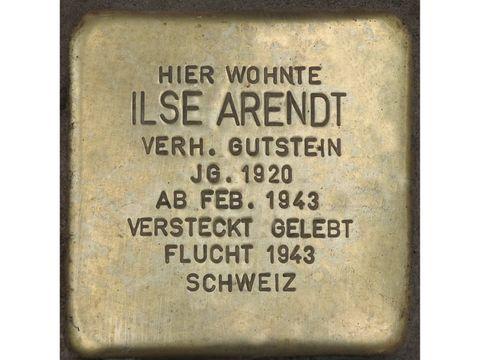 HIER WOHNTE
ILSE ARENDT
VERH. GUTSTEIN
JG. 1920
AB FEB. 1943
VERSTECKT GELEBT
FLUCHT 1943
SCHWEIZ